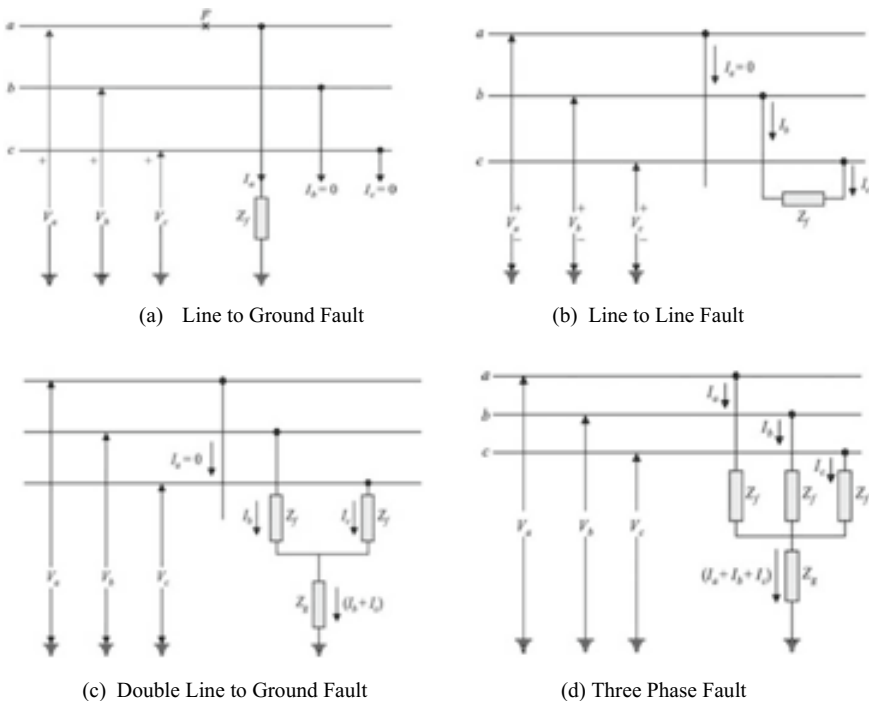 F
a
b
c
+ + +
I_a
I_b=0
I_c=0
Z_f
V_a V_b V_c
(a) Line to Ground Fault
a
I_a=0
b
I_b
c
I_c
Z_f
+ + +
V_a V_b V_c
− − −
(b) Line to Line Fault
I_a=0
I_b Z_f I_c Z_f
V_a V_b V_c
Z_g (I_b+I_c)
(c) Double Line to Ground Fault
a
I_a
b
I_b
c
I_c
Z_f Z_f Z_f
V_a V_b V_c
(I_a+I_b+I_c) Z_g
(d) Three Phase Fault